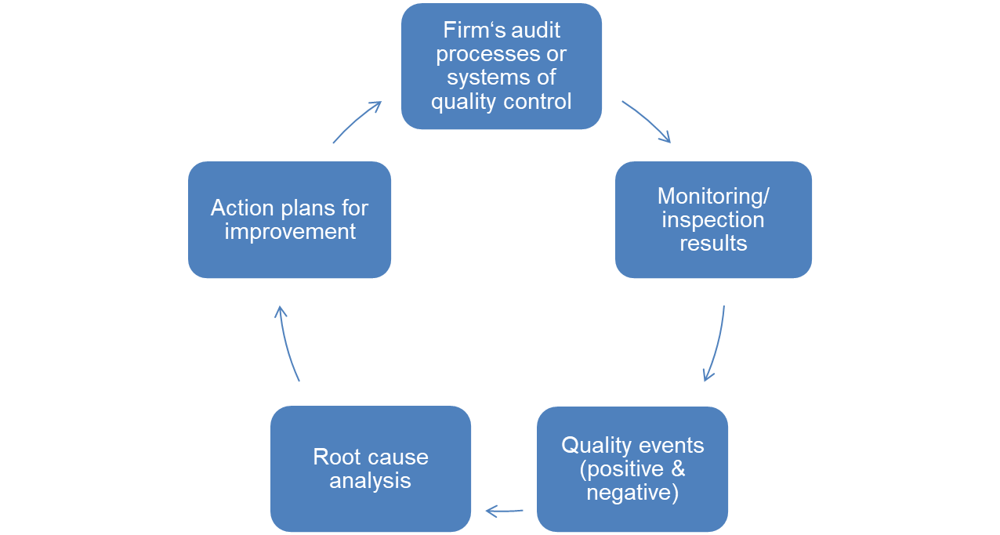 Firm‘s audit
processes or
systems of
quality control
Monitoring/
inspection
results
Quality events
(positive &
negative)
Root cause
analysis
Action plans for
improvement